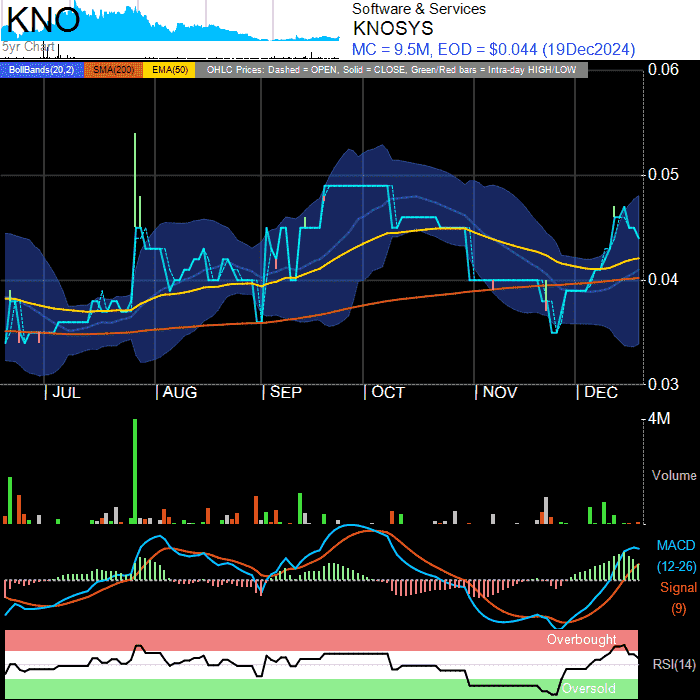 KNO
5yr Chart
Software & Services
KNOSYS
MC = 9.5M, EOD = $0.044 (19Dec2024)
BollBands(20,2) SMA(200) EMA(50) OHLC Prices: Dashed = OPEN, Solid = CLOSE, Green/Red bars = Intra-day HIGH/LOW
0.06
0.05
0.04
0.03
| JUL | AUG | SEP | OCT | NOV | DEC
4M
Volume
MACD
(12-26)
Signal
(9)
Overbought
RSI(14)
Oversold